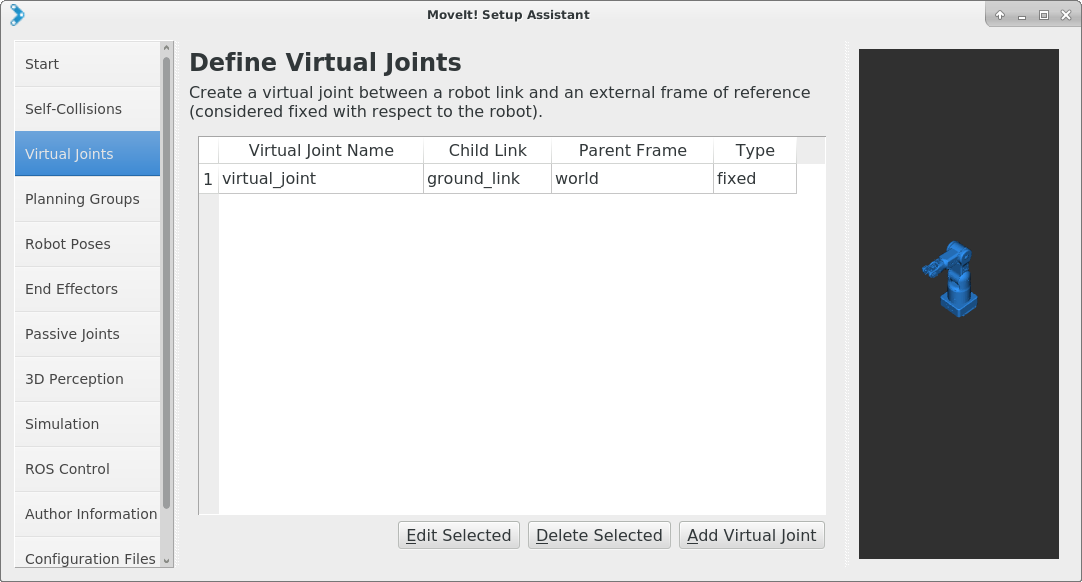 MoveIt! Setup Assistant
Start
Self-Collisions
Virtual Joints
Planning Groups
Robot Poses
End Effectors
Passive Joints
3D Perception
Simulation
ROS Control
Author Information
Configuration Files
Define Virtual Joints
Create a virtual joint between a robot link and an external frame of reference
(considered fixed with respect to the robot).
Virtual Joint Name Child Link Parent Frame Type
1 virtual_joint ground_link world fixed
Edit Selected Delete Selected Add Virtual Joint